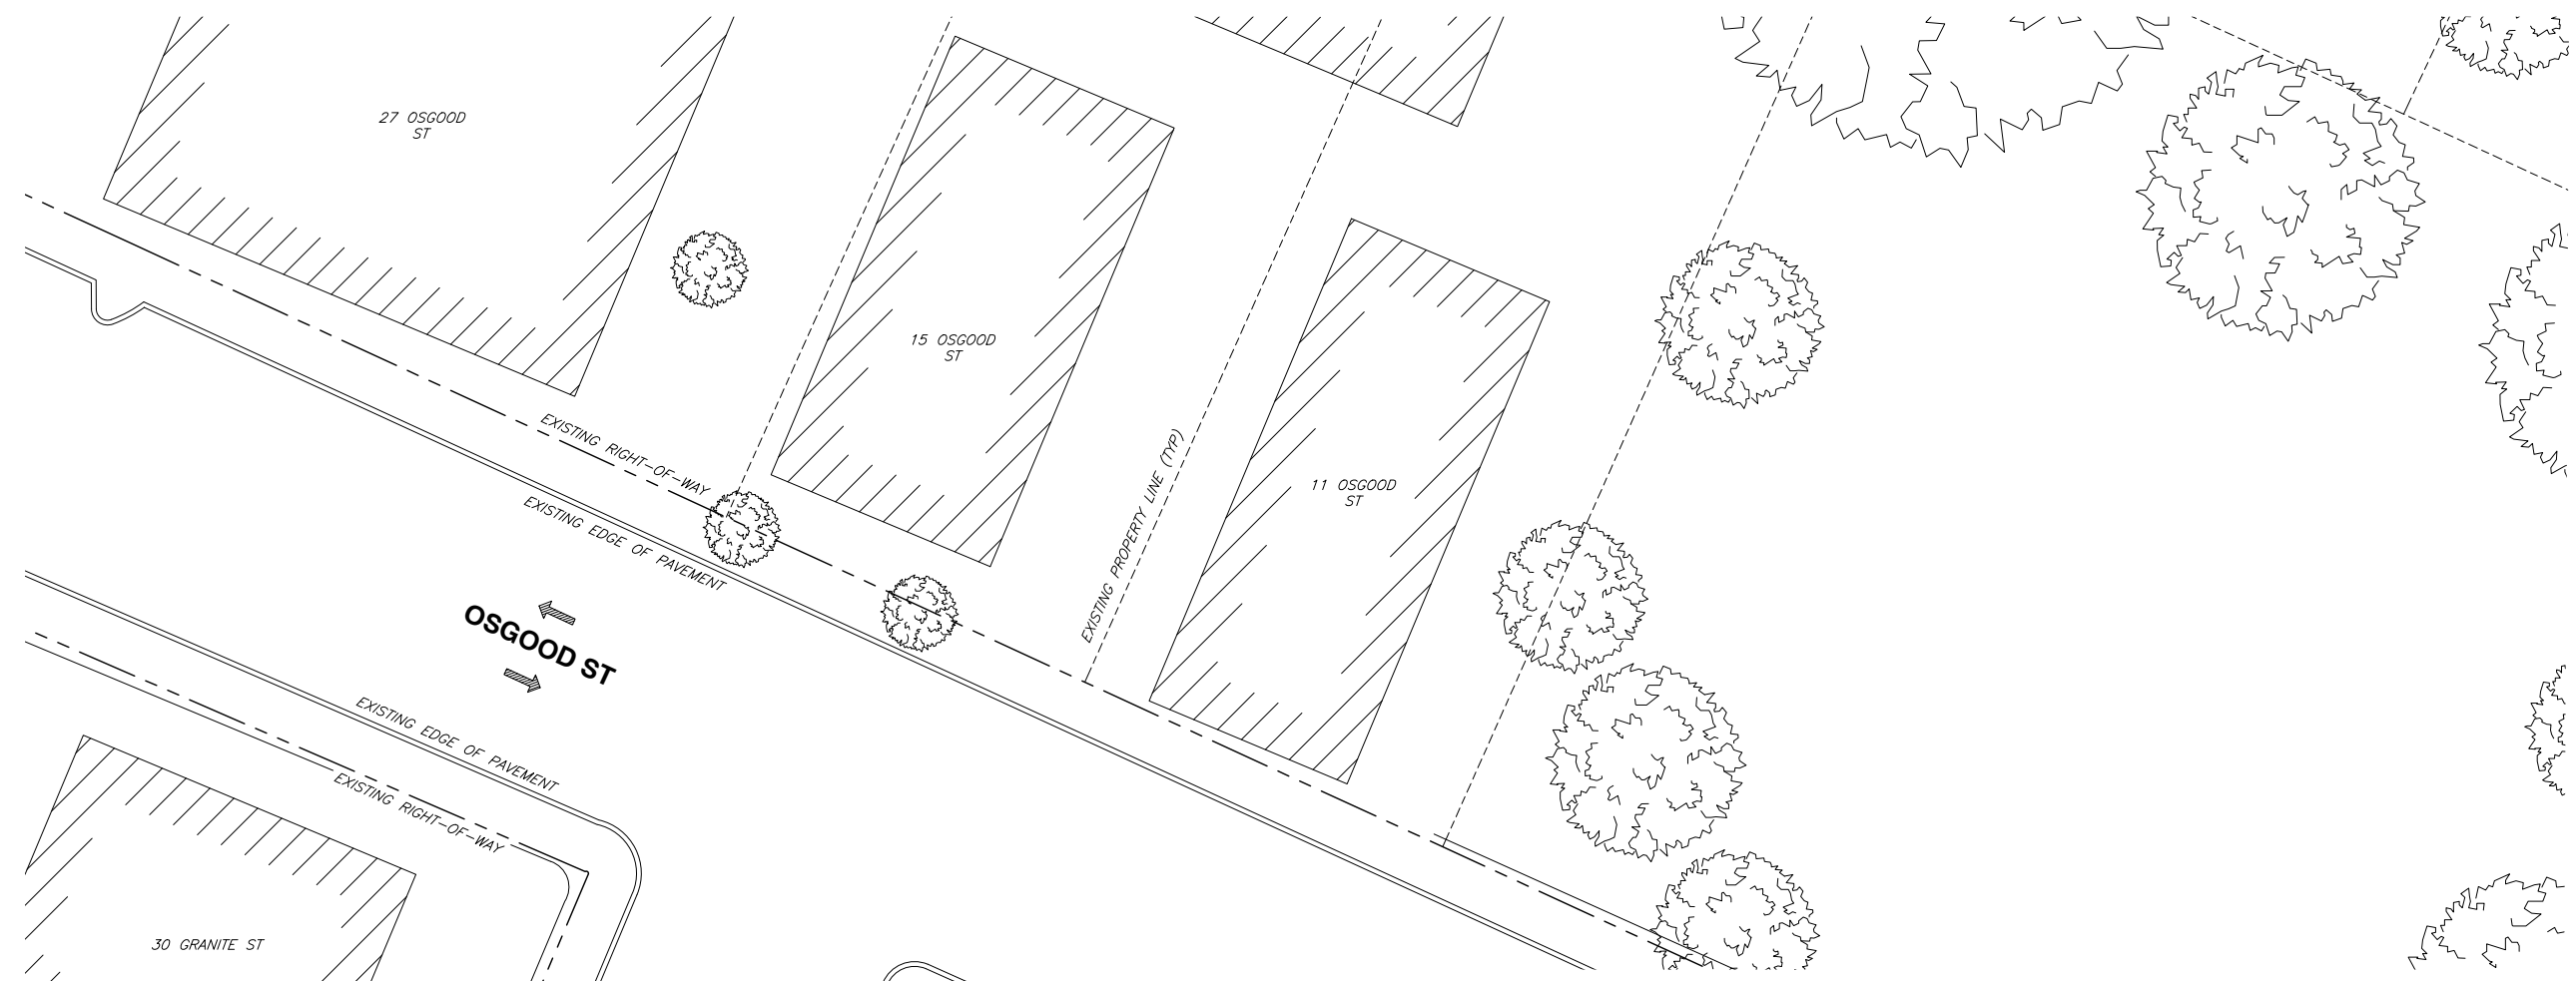 27 OSGOOD
ST
15 OSGOOD
ST
11 OSGOOD
ST
EXISTING RIGHT-OF-WAY
EXISTING EDGE OF PAVEMENT
EXISTING PROPERTY LINE (TYP)
OSGOOD ST
EXISTING EDGE OF PAVEMENT
EXISTING RIGHT-OF-WAY
30 GRANITE ST